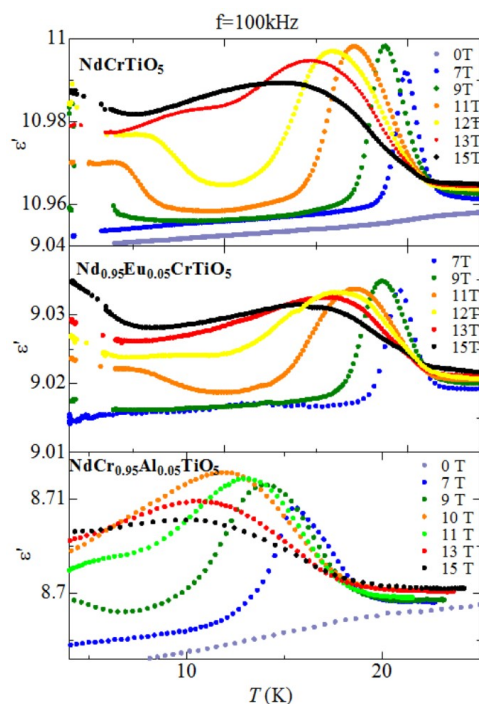 f=100kHz
11
NdCrTiO5
0T
7T
9T
11T
12T
13T
15T
10.98
ε'
10.96
9.04
Nd0.95Eu0.05CrTiO5
7T
9T
11T
12T
13T
15T
9.03
ε'
9.02
9.01
NdCr0.95Al0.05TiO5
0 T
7 T
9 T
10 T
11 T
13 T
15 T
8.71
ε'
8.7
10
20
T (K)